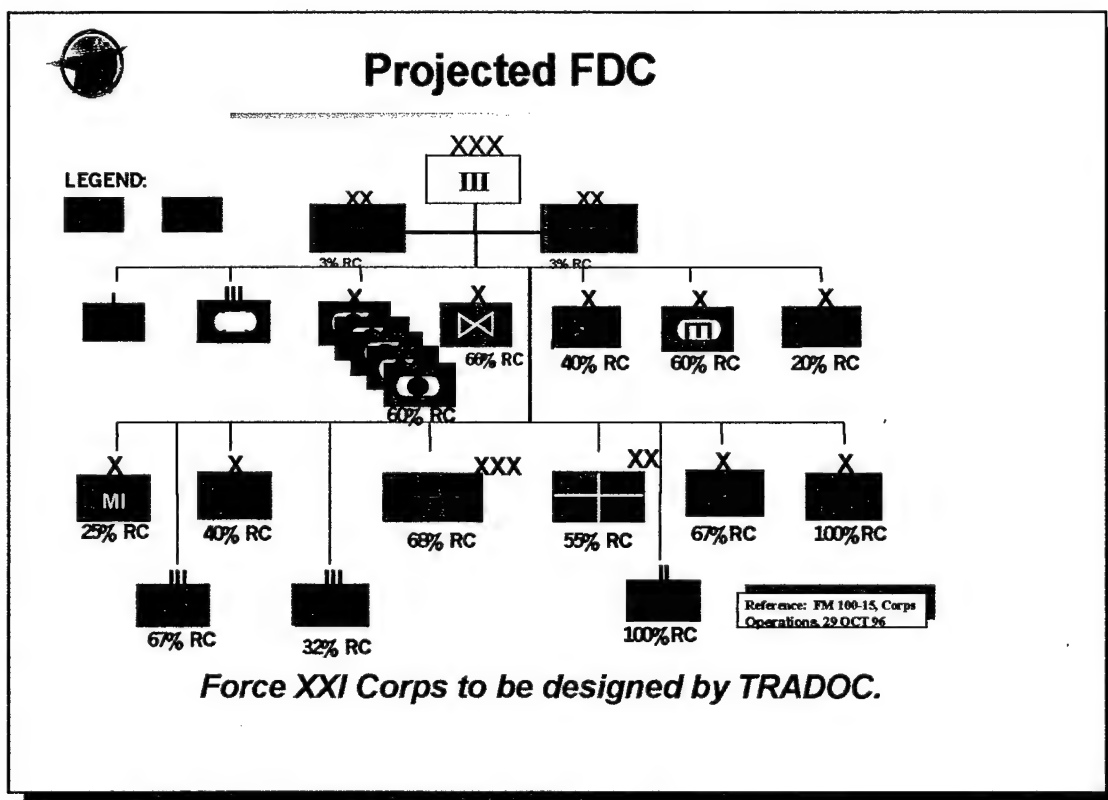 Projected FDC
XXX
III
LEGEND:
XX
XX
3% RC
3% RC
I
III
X
X
X
X
X
60% RC
66% RC
40% RC
60% RC
20% RC
X
X
XXX
XX
X
X
MI
25% RC
40% RC
68% RC
55% RC
67% RC
100% RC
III
III
II
67% RC
32% RC
100% RC
Reference: FM 100-15, Corps
Operations, 29 OCT 96
Force XXI Corps to be designed by TRADOC.